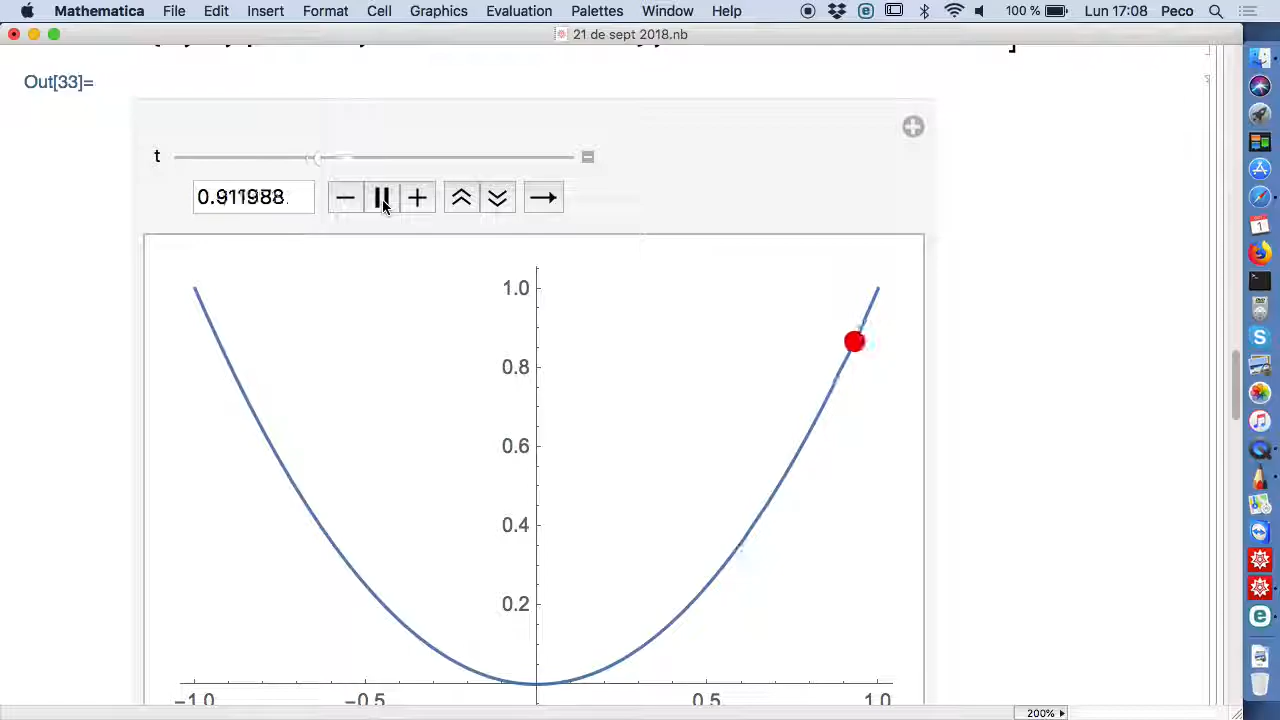 Mathematica File Edit Insert Format Cell Graphics Evaluation Palettes Window Help 100 % Lun 17:08 Peco
21 de sept 2018.nb
Out[33]=
t
1.0
0.8
0.6
0.4
0.2
-1.0 -0.5 0.5 1.0
200%